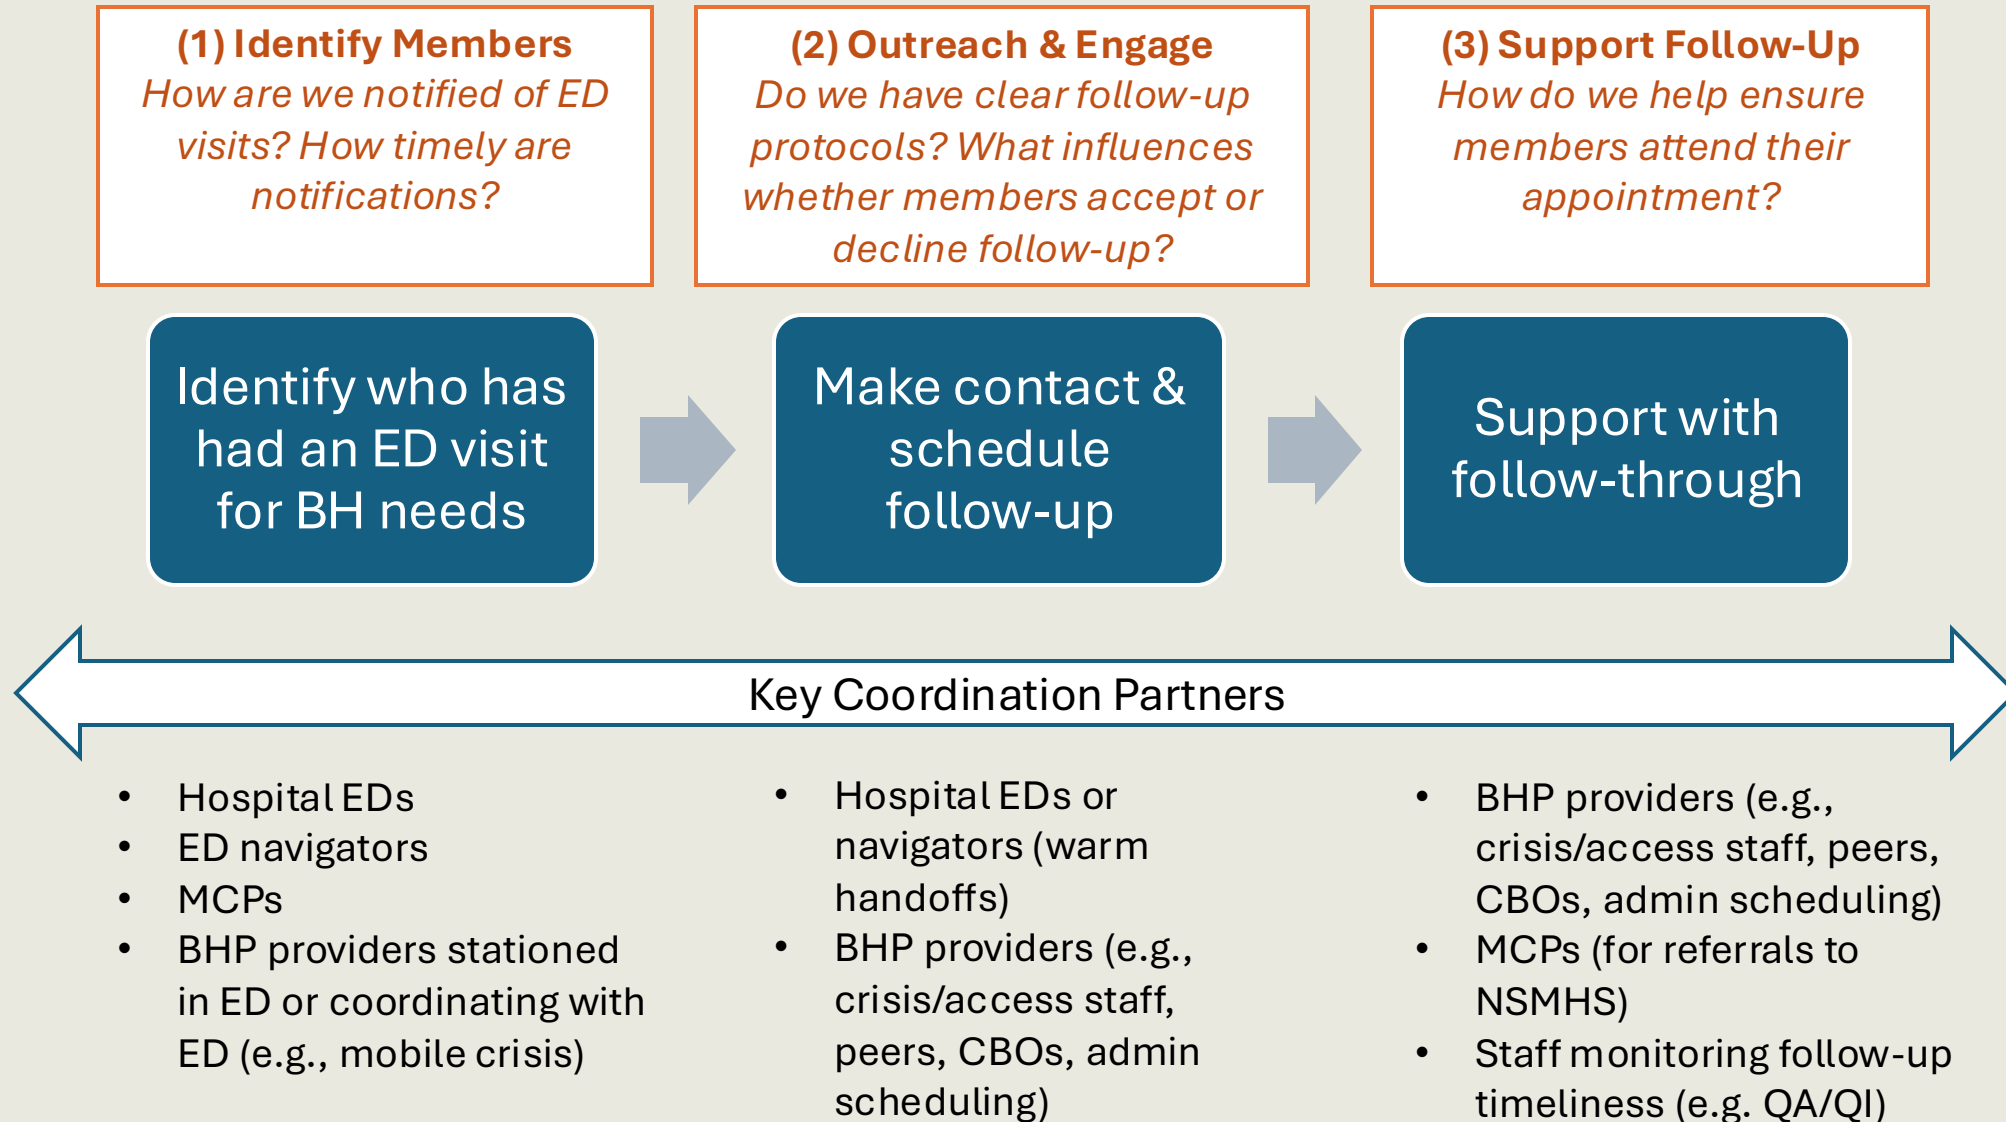 (1) Identify Members
How are we notified of ED
visits? How timely are
notifications?
(2) Outreach & Engage
Do we have clear follow-up
protocols? What influences
whether members accept or
decline follow-up?
(3) Support Follow-Up
How do we help ensure
members attend their
appointment?
Identify who has
had an ED visit
for BH needs
Make contact &
schedule
follow-up
Support with
follow-through
Key Coordination Partners
• Hospital EDs
• ED navigators
• MCPs
• BHP providers stationed
in ED or coordinating with
ED (e.g., mobile crisis)
• Hospital EDs or
navigators (warm
handoffs)
• BHP providers (e.g.,
crisis/access staff,
peers, CBOs, admin
scheduling)
• BHP providers (e.g.,
crisis/access staff, peers,
CBOs, admin scheduling)
• MCPs (for referrals to
NSMHS)
• Staff monitoring follow-up
timeliness (e.g. QA/QI)